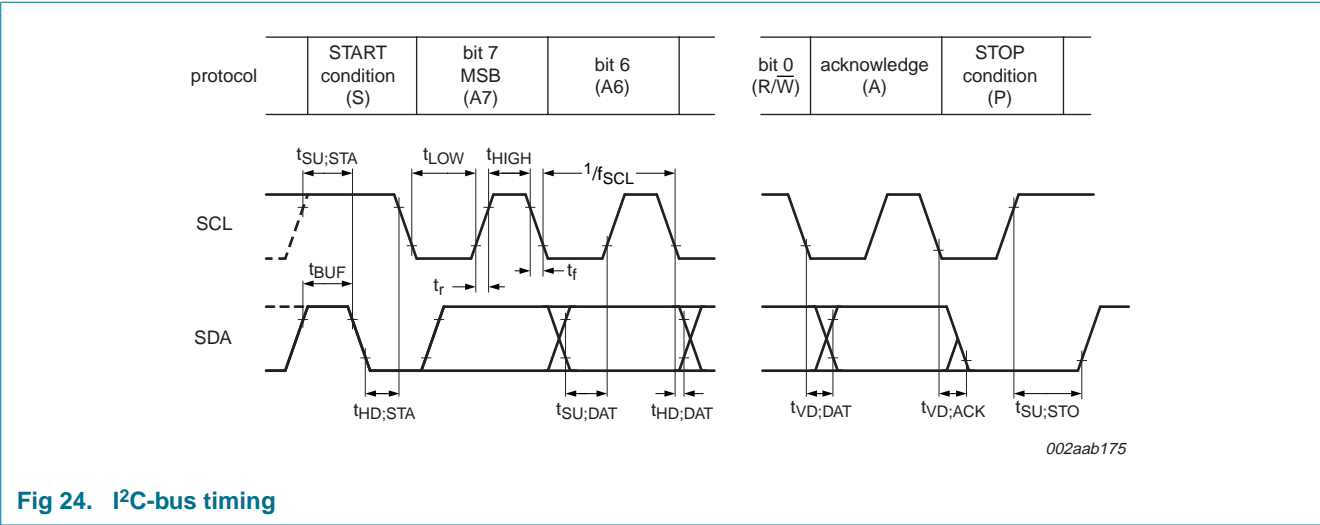 protocol
START
condition
(S)
bit 7
MSB
(A7)
bit 6
(A6)
bit 0
(R/W̅)
acknowledge
(A)
STOP
condition
(P)
tSU;STA
tLOW
tHIGH
1/fSCL
SCL
tBUF
tr
tf
SDA
tHD;STA
tSU;DAT
tHD;DAT
tVD;DAT
tVD;ACK
tSU;STO
002aab175
Fig 24. I²C-bus timing